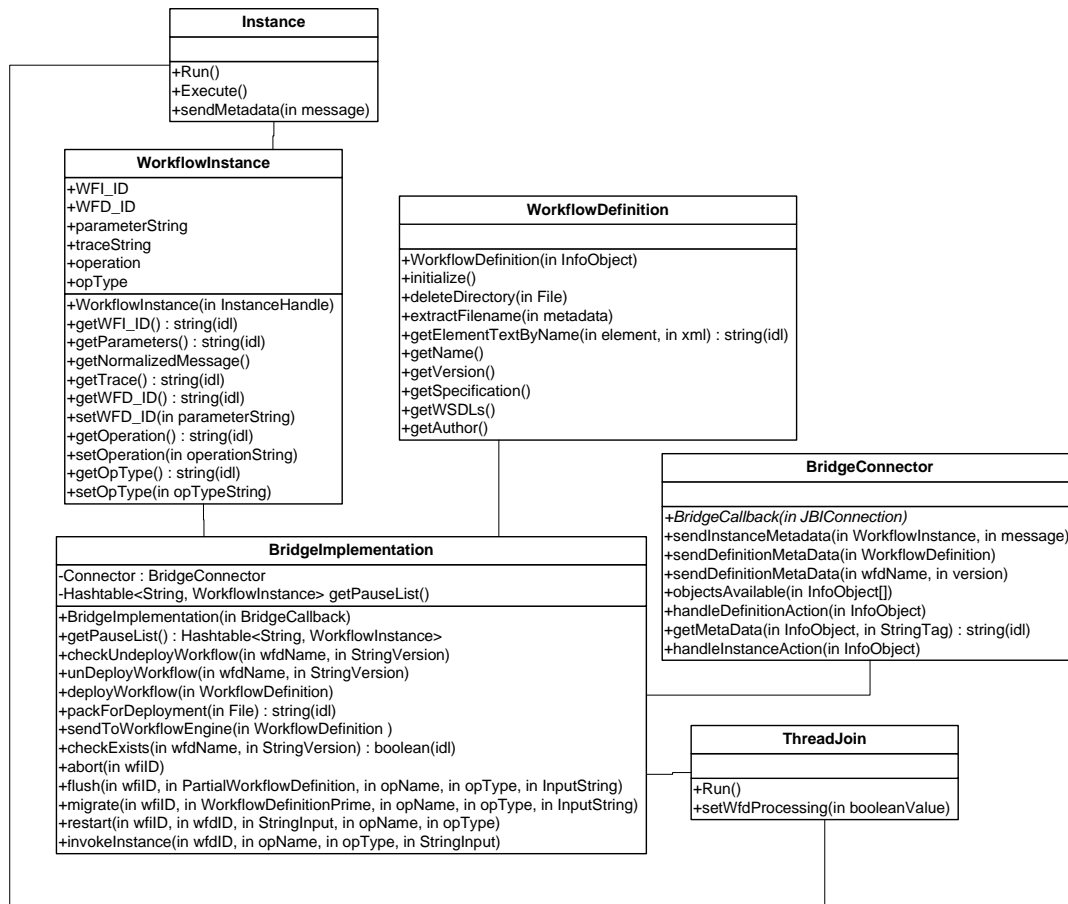 Instance
+Run()
+Execute()
+sendMetadata(in message)
WorkflowInstance
+WFI_ID
+WFD_ID
+parameterString
+traceString
+operation
+opType
+WorkflowInstance(in InstanceHandle)
+getWFI_ID() : string(idl)
+getParameters() : string(idl)
+getNormalizedMessage()
+getTrace() : string(idl)
+getWFD_ID() : string(idl)
+setWFD_ID(in parameterString)
+getOperation() : string(idl)
+setOperation(in operationString)
+getOpType() : string(idl)
+setOpType(in opTypeString)
WorkflowDefinition
+WorkflowDefinition(in InfoObject)
+initialize()
+deleteDirectory(in File)
+extractFilename(in metadata)
+getElementTextByName(in element, in xml) : string(idl)
+getName()
+getVersion()
+getSpecification()
+getWSDLs()
+getAuthor()
BridgeConnector
+BridgeCallback(in JBIConnection)
+sendInstanceMetadata(in WorkflowInstance, in message)
+sendDefinitionMetaData(in WorkflowDefinition)
+sendDefinitionMetaData(in wfdName, in version)
+objectsAvailable(in InfoObject[])
+handleDefinitionAction(in InfoObject)
+getMetaData(in InfoObject, in StringTag) : string(idl)
+handleInstanceAction(in InfoObject)
BridgeImplementation
-Connector : BridgeConnector
-Hashtable<String, WorkflowInstance> getPauseList()
+BridgeImplementation(in BridgeCallback)
+getPauseList() : Hashtable<String, WorkflowInstance>
+checkUndeployWorkflow(in wfdName, in StringVersion)
+unDeployWorkflow(in wfdName, in StringVersion)
+deployWorkflow(in WorkflowDefinition)
+packForDeployment(in File) : string(idl)
+sendToWorkflowEngine(in WorkflowDefinition )
+checkExists(in wfdName, in StringVersion) : boolean(idl)
+abort(in wfiID)
+flush(in wfiID, in PartialWorkflowDefinition, in opName, in opType, in InputString)
+migrate(in wfiID, in WorkflowDefinitionPrime, in opName, in opType, in InputString)
+restart(in wfiID, in wfdID, in StringInput, in opName, in opType)
+invokeInstance(in wfdID, in opName, in opType, in StringInput)
ThreadJoin
+Run()
+setWfdProcessing(in booleanValue)